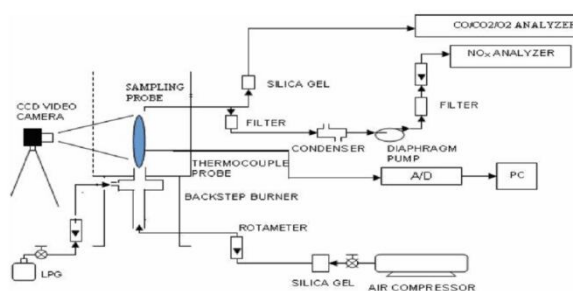 CO/CO2/O2 ANALYZER
NOx ANALYZER
SAMPLING
PROBE
SILICA GEL
CCD VIDEO
CAMERA
FILTER
FILTER
CONDENSER
DIAPHRAGM
PUMP
THERMOCOUPLE
PROBE
A/D
PC
BACKSTEP BURNER
ROTAMETER
LPG
SILICA GEL
AIR COMPRESSOR